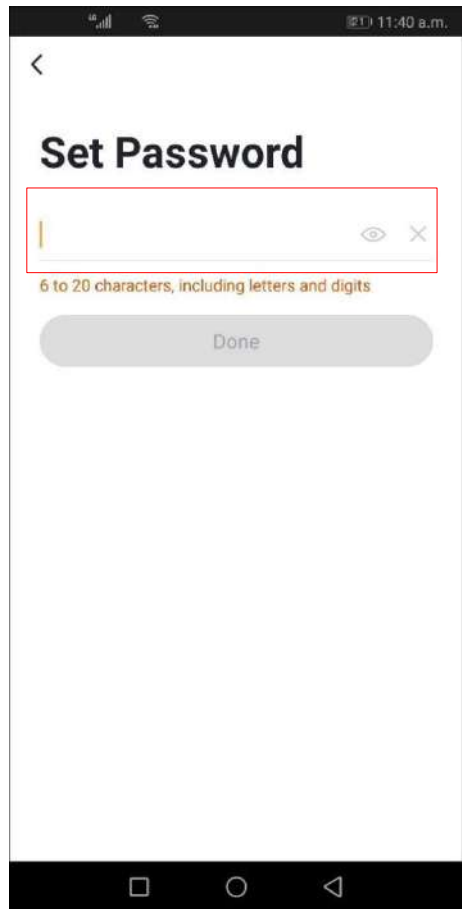 11:40 a.m.
Set Password
6 to 20 characters, including letters and digits
Done